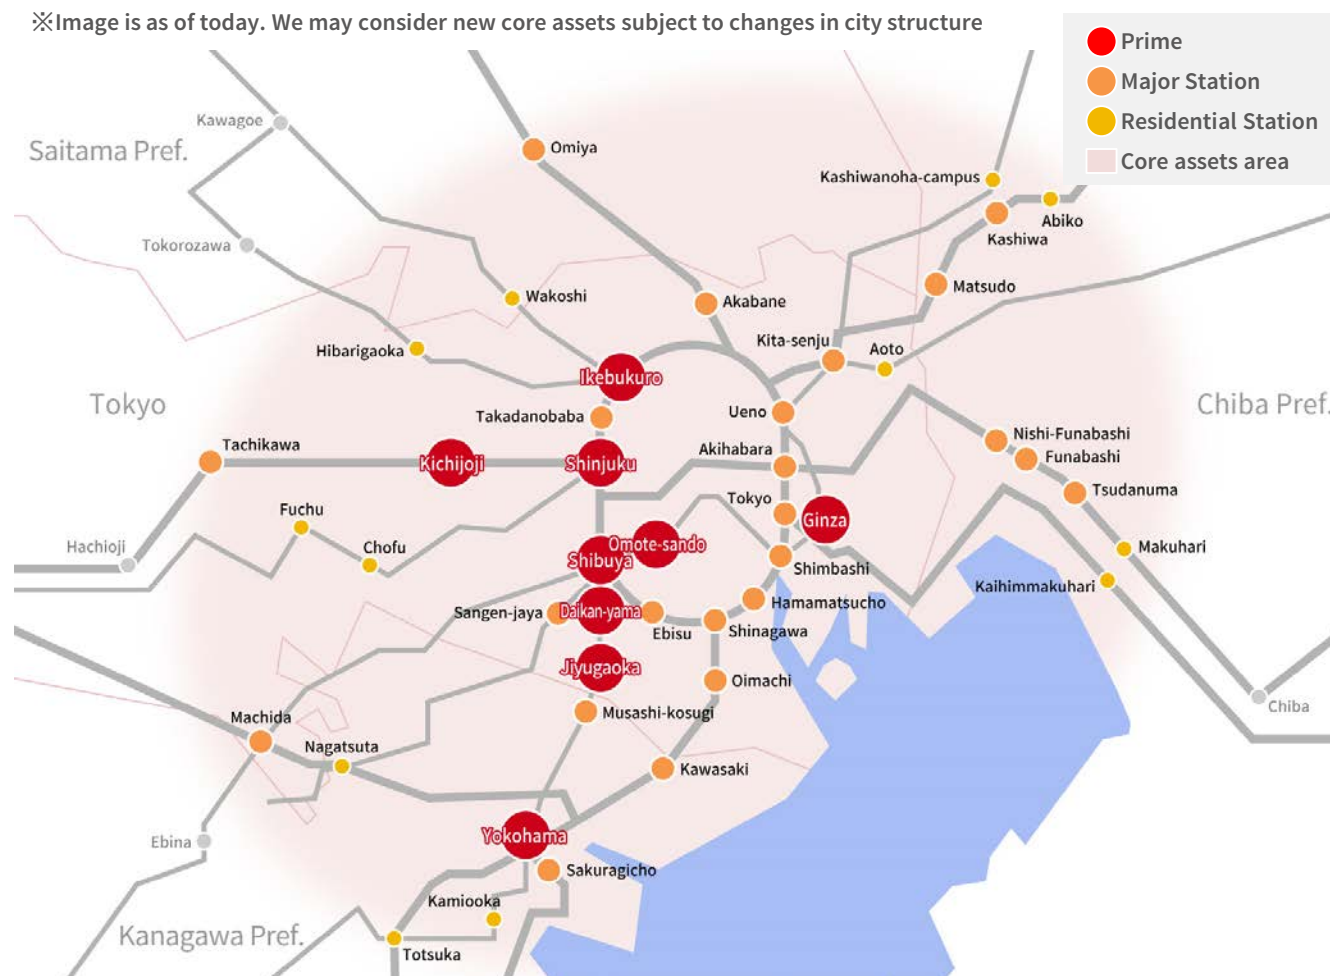 ※Image is as of today. We may consider new core assets subject to changes in city structure
Prime
Major Station
Residential Station
Core assets area
Kawagoe
Saitama Pref.
Omiya
Kashiwanoha-campus
Abiko
Kashiwa
Tokorozawa
Matsudo
Wakoshi
Akabane
Kita-senju
Aoto
Hibarigaoka
Ikebukuro
Tokyo
Chiba Pref.
Takadanobaba
Ueno
Tachikawa
Nishi-Funabashi
Akihabara
Funabashi
Kichijoji
Shinjuku
Tsudanuma
Tokyo
Fuchu
Ginza
Hachioji
Chofu
Omote-sando
Makuhari
Shibuya
Shimbashi
Kaihimmakuhari
Hamamatsucho
Sangen-jaya
Daikan-yama
Ebisu
Shinagawa
Jiyugaoka
Oimachi
Chiba
Musashi-kosugi
Machida
Nagatsuta
Kawasaki
Yokohama
Ebina
Sakuragicho
Kamiooka
Kanagawa Pref.
Totsuka